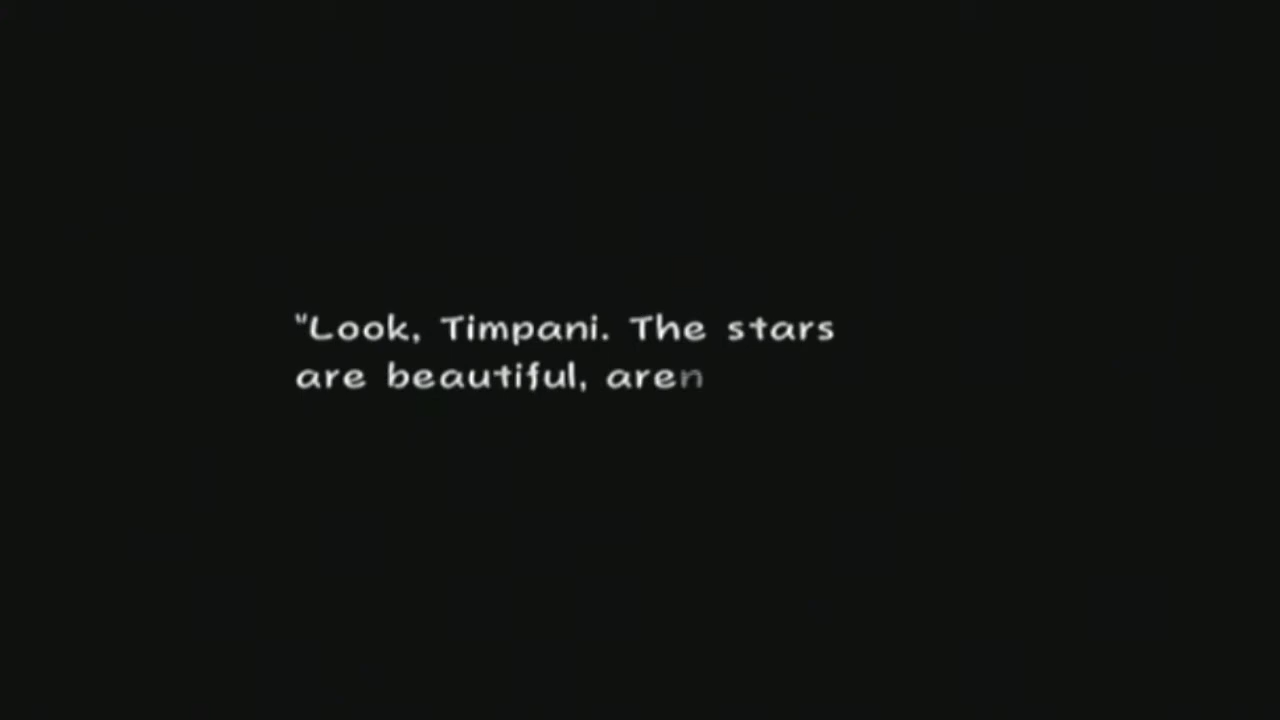 "Look, Timpani. The stars
are beautiful, aren